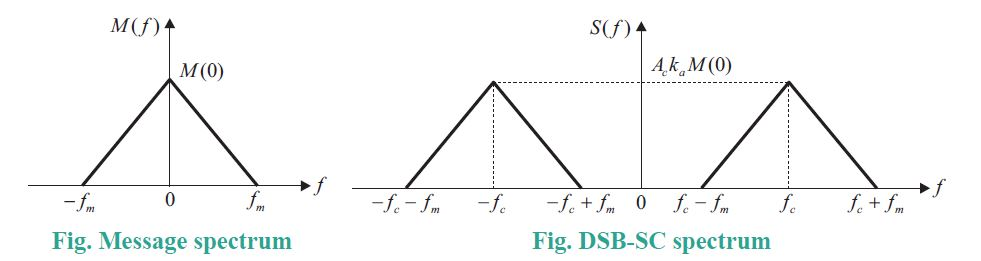 M(f)
M(0)
-f_m 0 f_m f
Fig. Message spectrum
S(f)
A_c k_a M(0)
-f_c - f_m -f_c -f_c + f_m 0 f_c - f_m f_c f_c + f_m f
Fig. DSB-SC spectrum